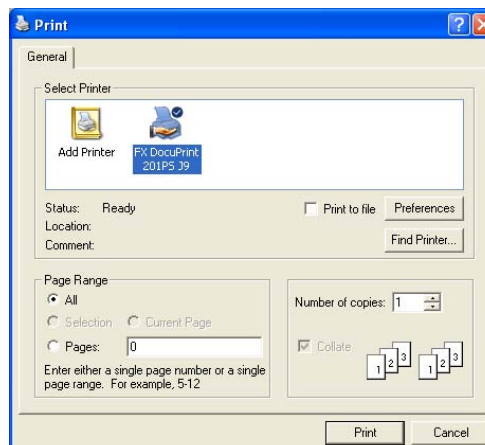 Print
General
Select Printer
Add Printer
FX DocuPrint
201PS J9
Status: Ready
Print to file
Preferences
Location:
Comment:
Find Printer...
Page Range
All
Selection
Current Page
Pages: 0
Enter either a single page number or a single
page range. For example, 5-12
Number of copies: 1
Collate
1 2 3 1 2 3
Print Cancel